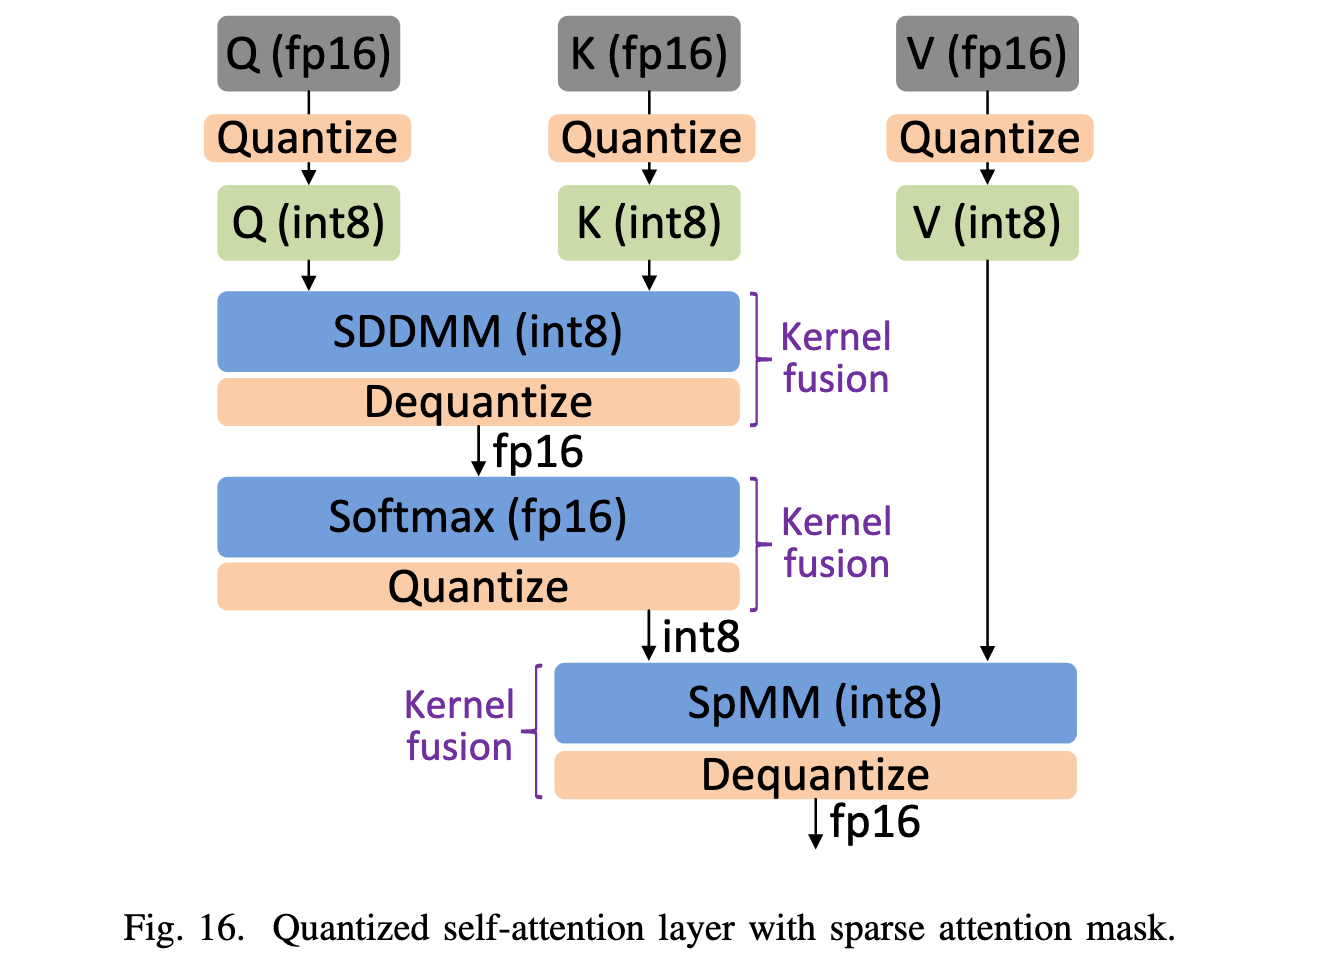 Q (fp16)
K (fp16)
V (fp16)
Quantize
Quantize
Quantize
Q (int8)
K (int8)
V (int8)
SDDMM (int8)
Kernel
fusion
Dequantize
fp16
Softmax (fp16)
Kernel
fusion
Quantize
int8
Kernel
fusion
SpMM (int8)
Dequantize
fp16
Fig. 16. Quantized self-attention layer with sparse attention mask.